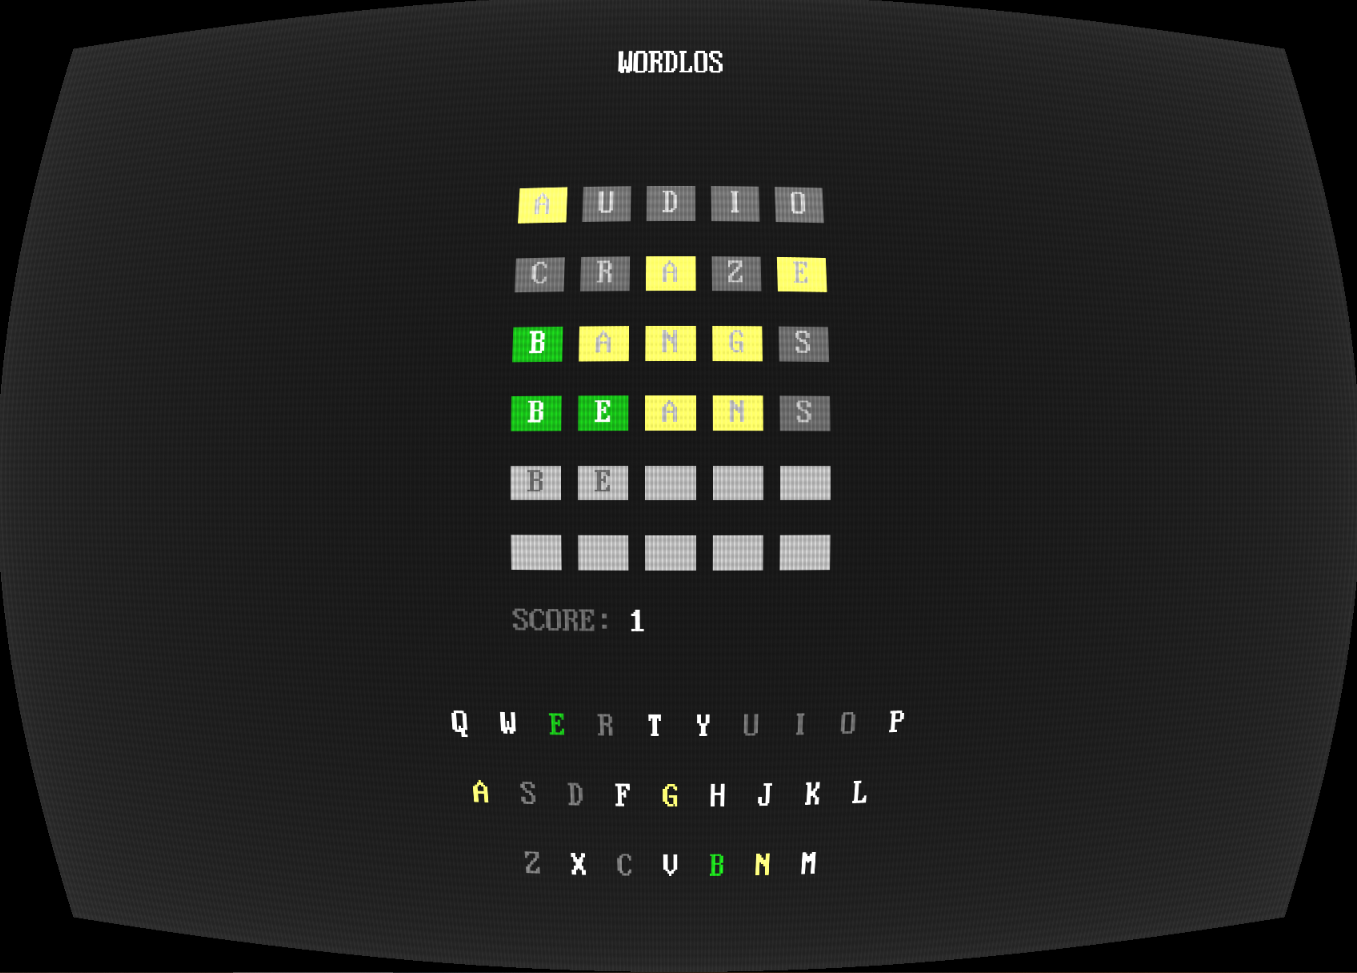 WORDLOS
A U D I O
C R A Z E
B A N G S
B E A N S
B E
SCORE: 1
Q W E R T Y U I O P
A S D F G H J K L
Z X C V B N M